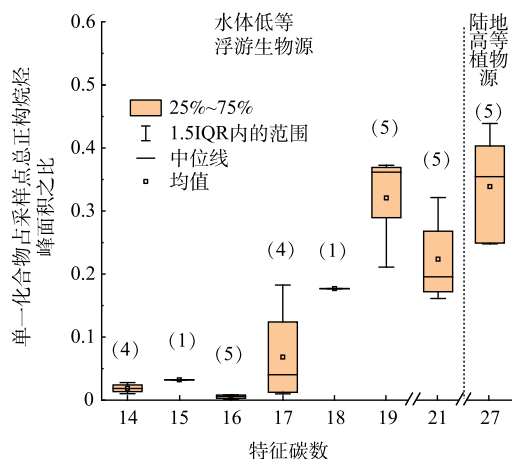 水体低等
浮游生物源
陆地
高等
植物
源
25%~75%
1.5IQR内的范围
中位线
均值
单一化合物占采样点总正构烷烃
峰面积之比
0.6
0.5
0.4
0.3
0.2
0.1
0
(4)
(1)
(5)
(4)
(1)
(5)
(5)
(5)
14
15
16
17
18
19
21
27
特征碳数